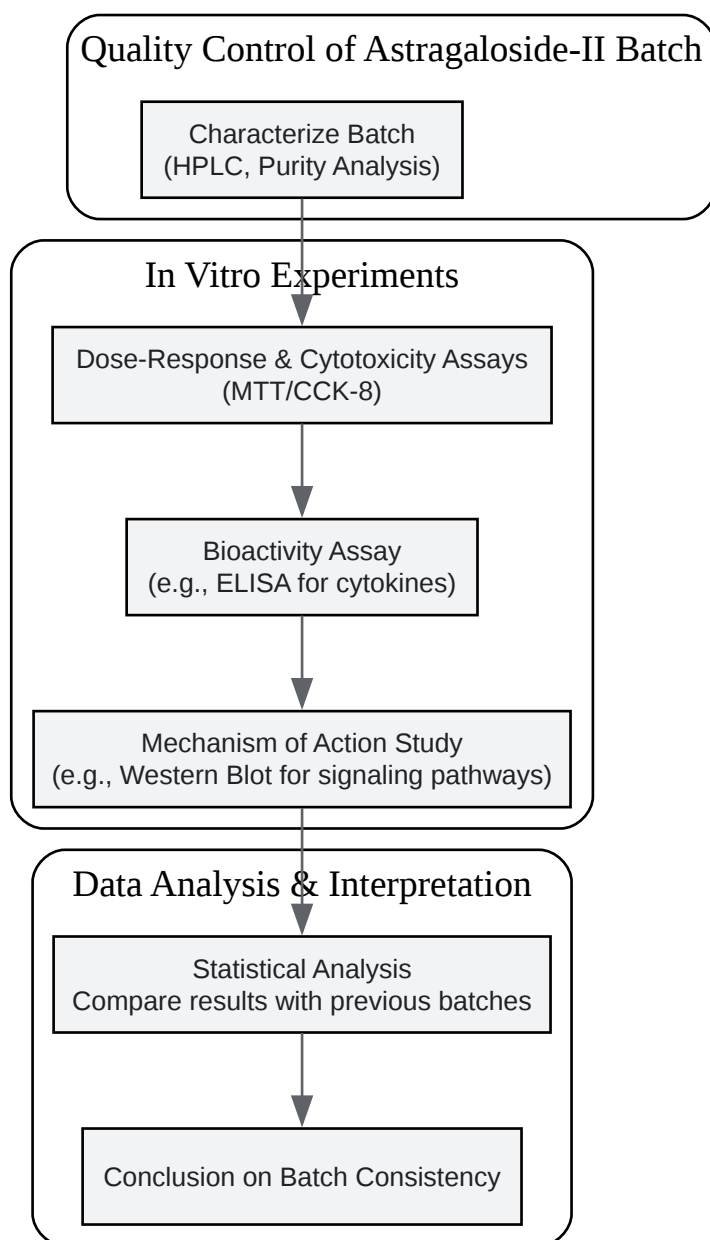 Quality Control of Astragaloside-II Batch
Characterize Batch
(HPLC, Purity Analysis)
In Vitro Experiments
Dose-Response & Cytotoxicity Assays
(MTT/CCK-8)
Bioactivity Assay
(e.g., ELISA for cytokines)
Mechanism of Action Study
(e.g., Western Blot for signaling pathways)
Data Analysis & Interpretation
Statistical Analysis
Compare results with previous batches
Conclusion on Batch Consistency